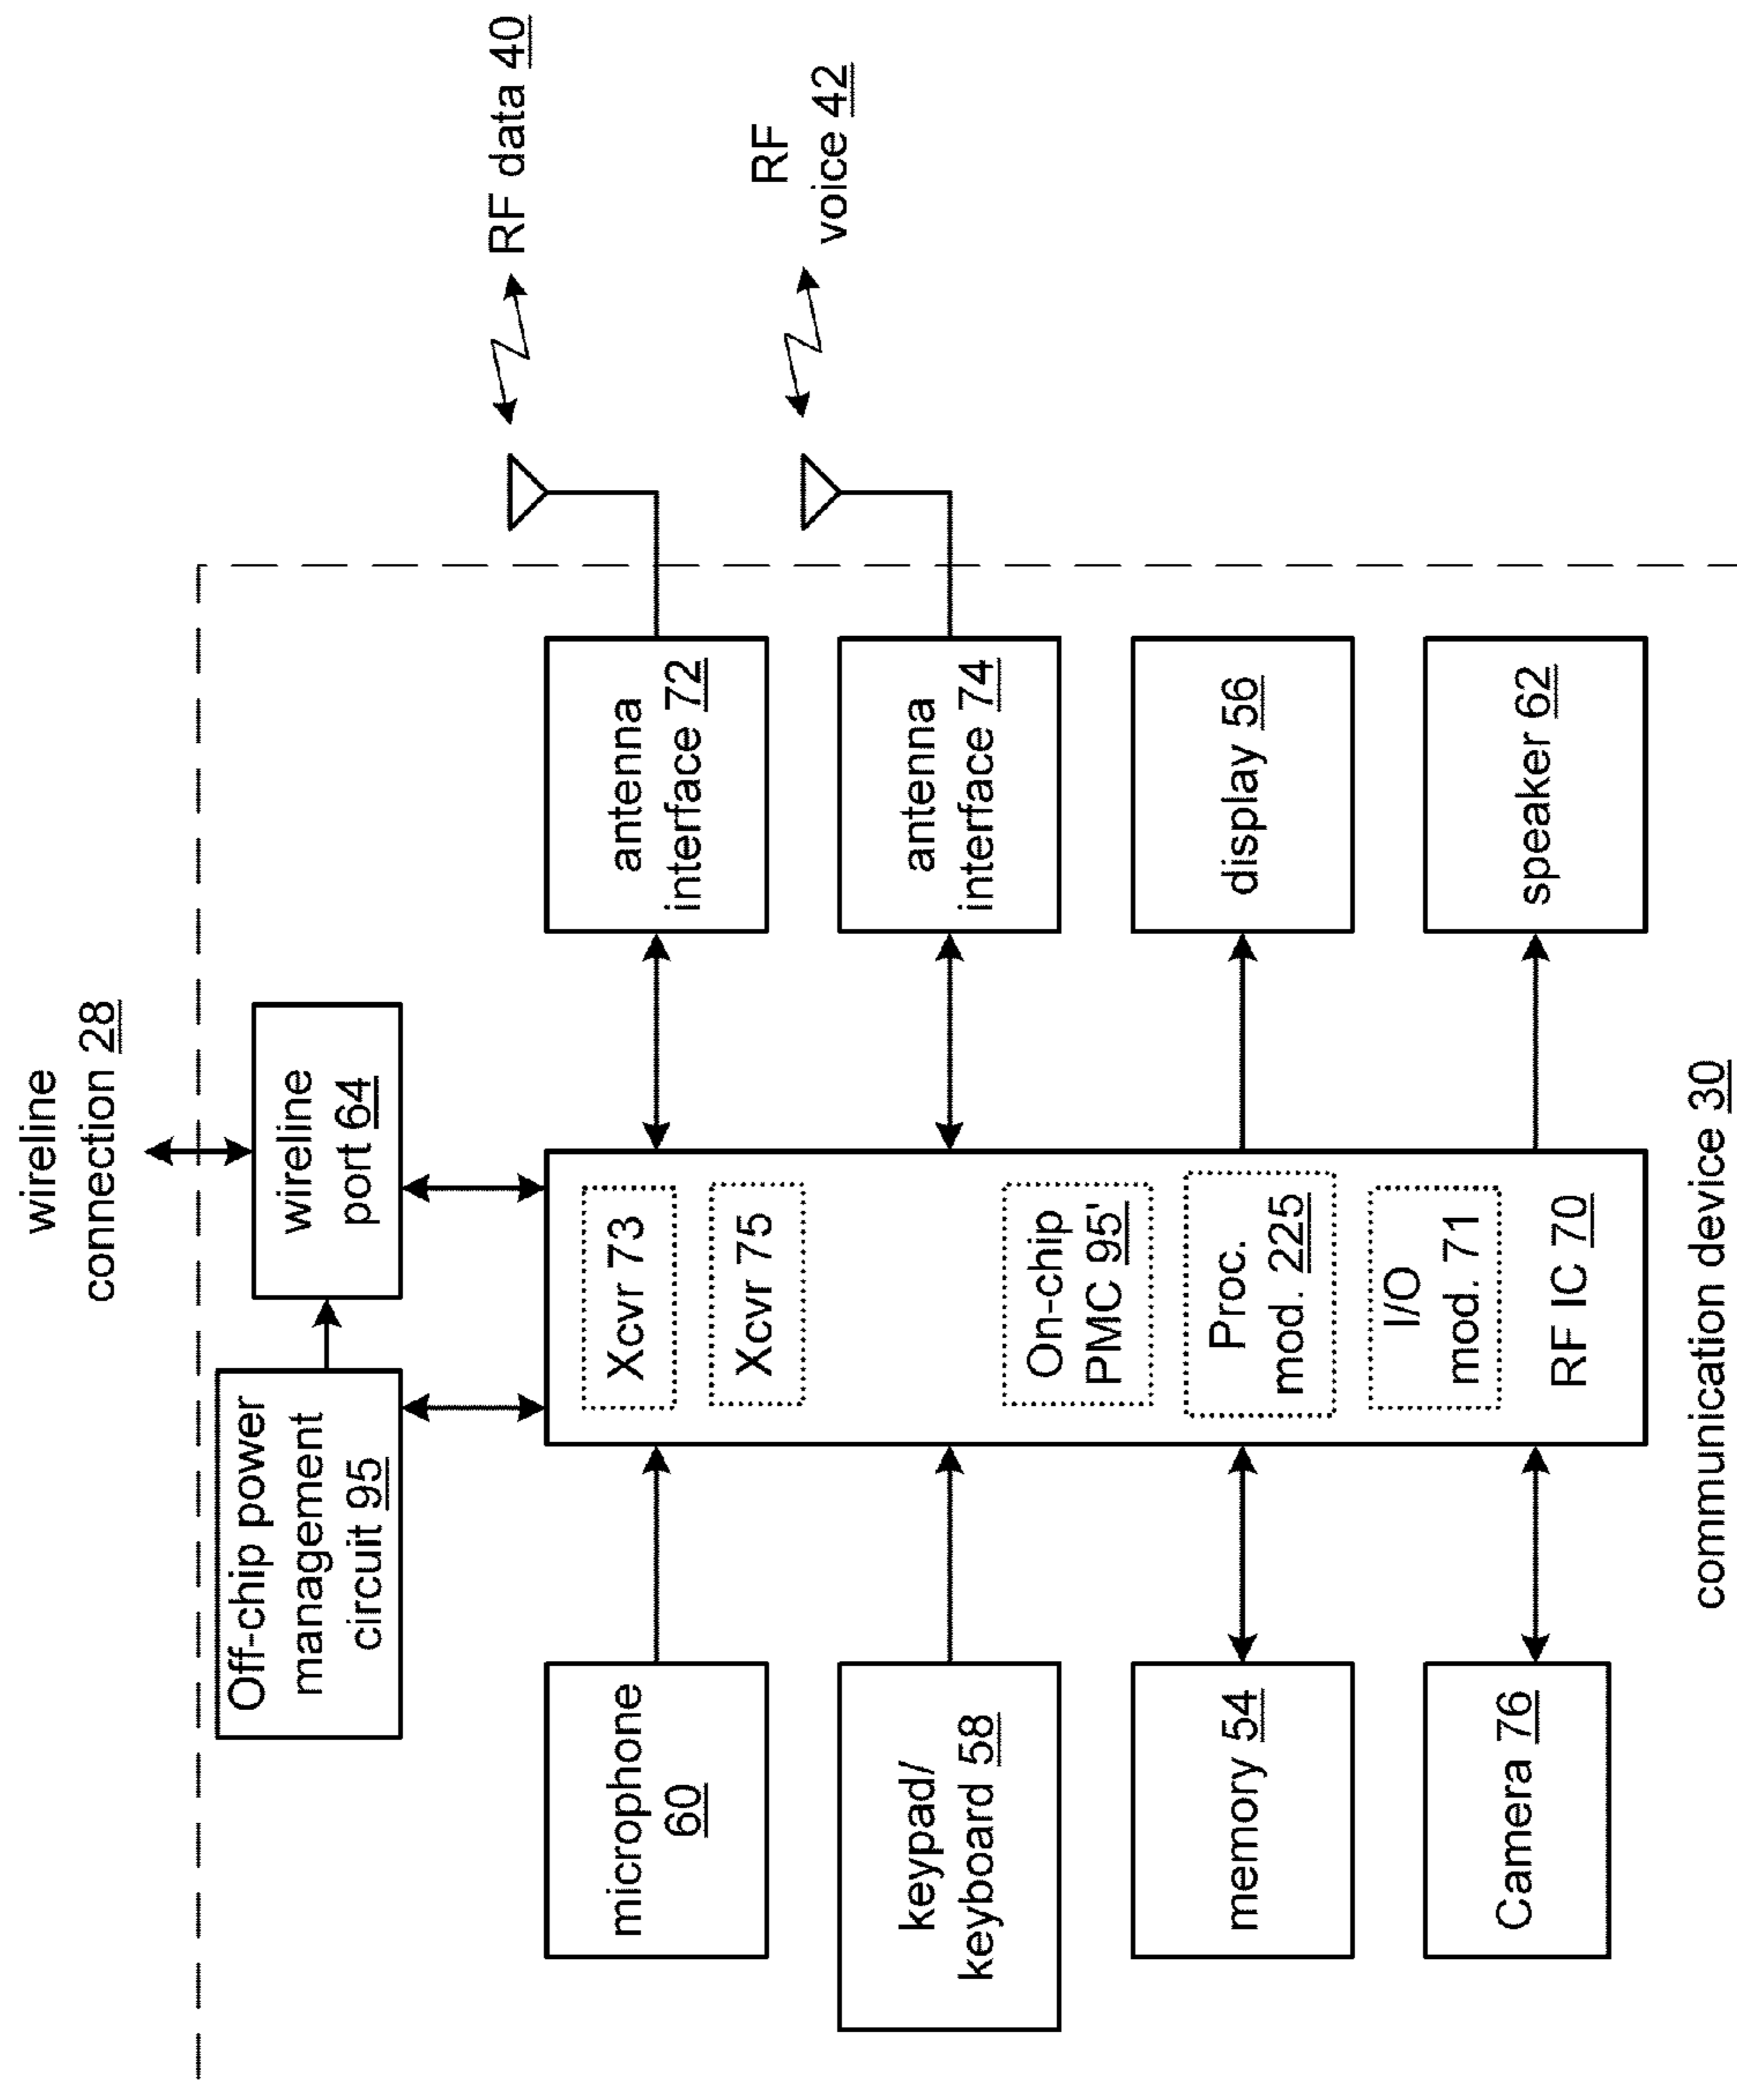 wireline
connection 28
Off-chip power
management
circuit 95
wireline
port 64
RF data 40
RF
voice 42
microphone
60
Xcvr 73
antenna
interface 72
Xcvr 75
keypad/
keyboard 58
On-chip
PMC 95'
antenna
interface 74
memory 54
Proc.
mod. 225
display 56
Camera 76
I/O
mod. 71
RF IC 70
speaker 62
communication device 30